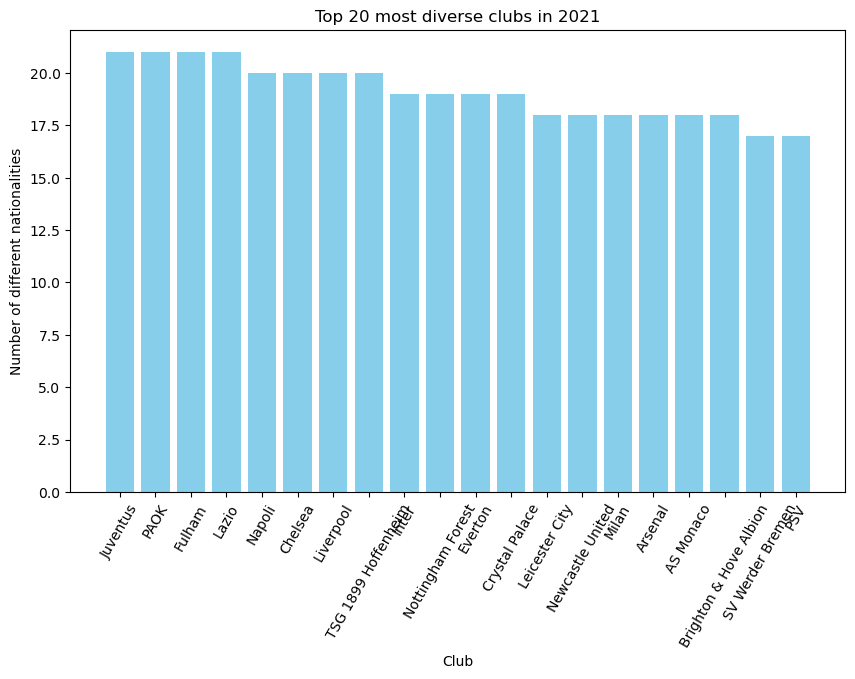 Top 20 most diverse clubs in 2021
Number of different nationalities
20.0
17.5
15.0
12.5
10.0
7.5
5.0
2.5
0.0
Juventus
PAOK
Fulham
Lazio
Napoli
Chelsea
Liverpool
TSG 1899 Hoffenheim
Inter
Nottingham Forest
Everton
Crystal Palace
Leicester City
Newcastle United
Milan
Arsenal
AS Monaco
Brighton & Hove Albion
SV Werder Bremen
PSV
Club